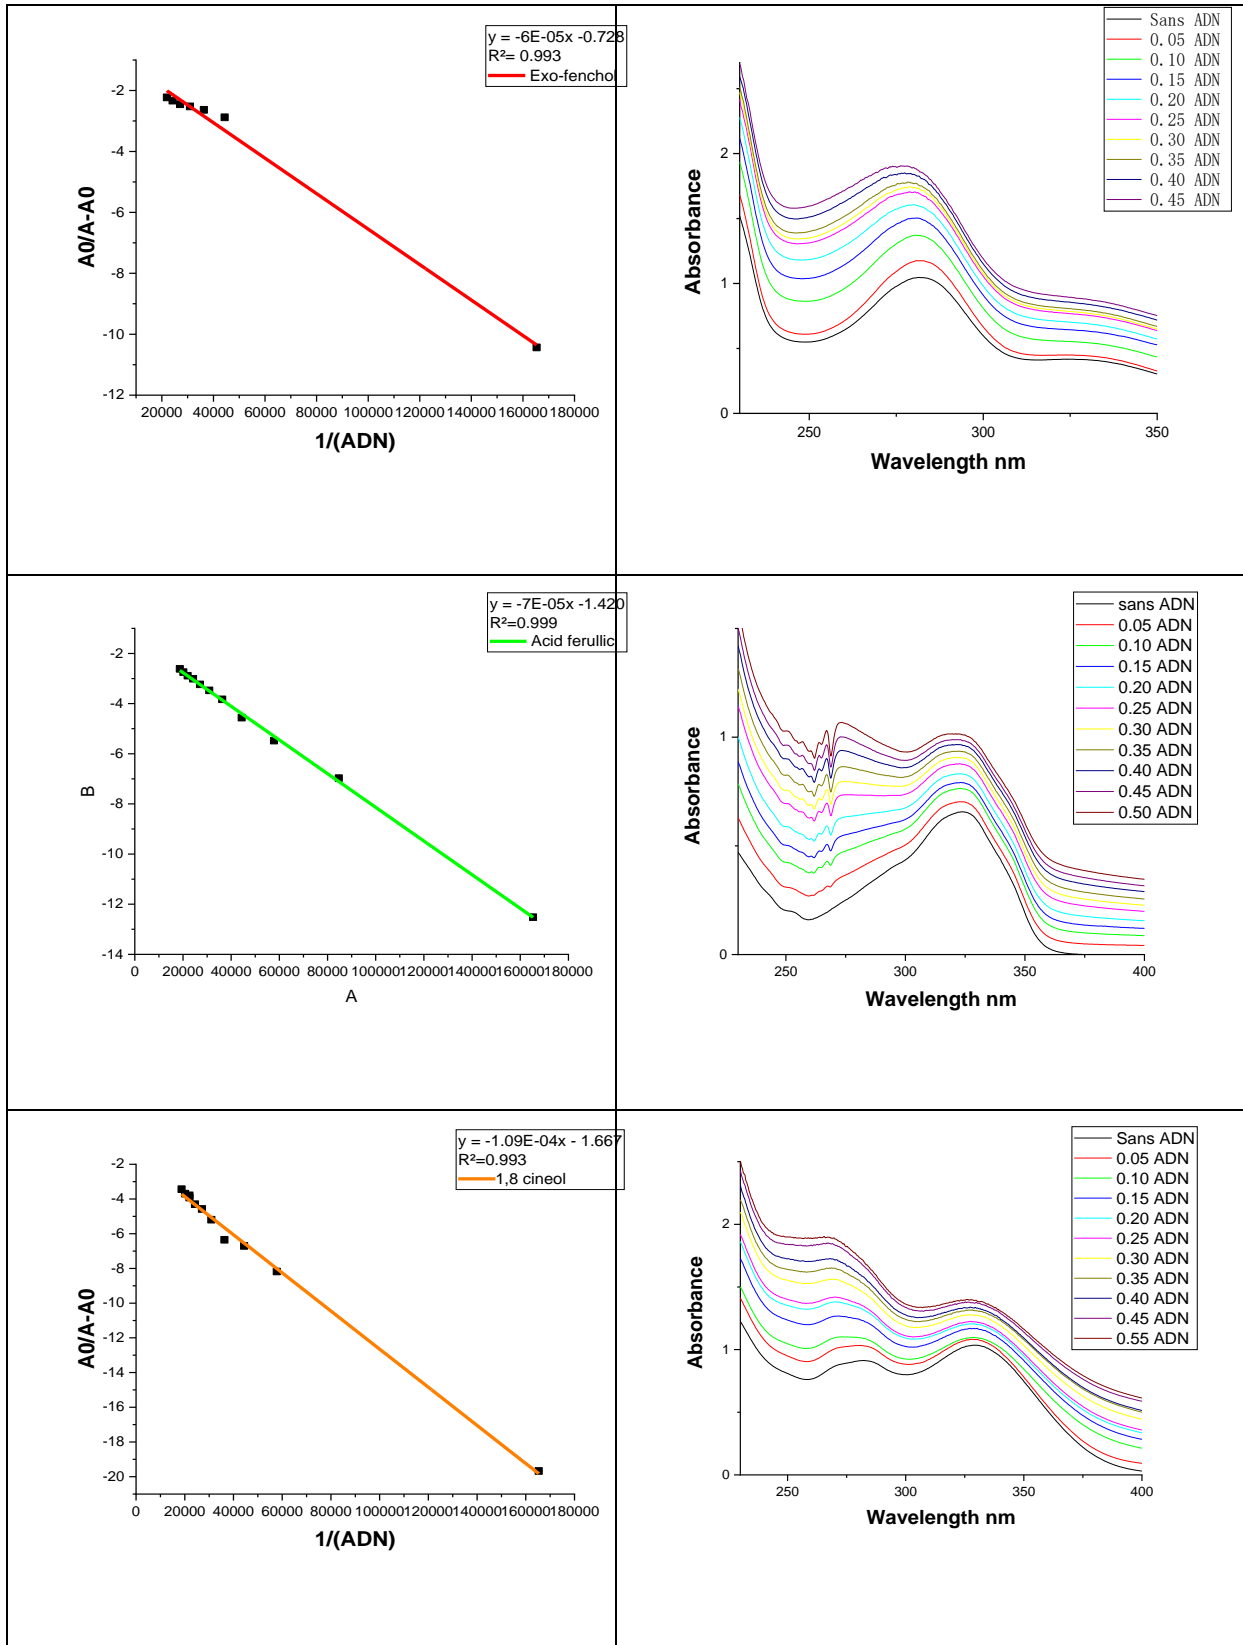 y = -6E-05x -0.728
R²= 0.993
Exo-fenchol
-2
-4
-6
-8
-10
-12
20000 40000 60000 80000 100000 120000 140000 160000 180000
A0/A-A0
1/(ADN)
Sans ADN
0.05 ADN
0.10 ADN
0.15 ADN
0.20 ADN
0.25 ADN
0.30 ADN
0.35 ADN
0.40 ADN
0.45 ADN
2
1
0
250 300 350
Absorbance
Wavelength nm
y = -7E-05x -1.420
R²=0.999
Acid ferullic
-2
-4
-6
-8
-10
-12
-14
0 20000 40000 60000 80000 100000 120000 140000 160000 180000
B
A
sans ADN
0.05 ADN
0.10 ADN
0.15 ADN
0.20 ADN
0.25 ADN
0.30 ADN
0.35 ADN
0.40 ADN
0.45 ADN
0.50 ADN
1
0
250 300 350 400
Absorbance
Wavelength nm
y = -1.09E-04x - 1.667
R²=0.993
1,8 cineol
-2
-4
-6
-8
-10
-12
-14
-16
-18
-20
0 20000 40000 60000 80000 100000 120000 140000 160000 180000
A0/A-A0
1/(ADN)
Sans ADN
0.05 ADN
0.10 ADN
0.15 ADN
0.20 ADN
0.25 ADN
0.30 ADN
0.35 ADN
0.40 ADN
0.45 ADN
0.55 ADN
2
1
0
250 300 350 400
Absorbance
Wavelength nm